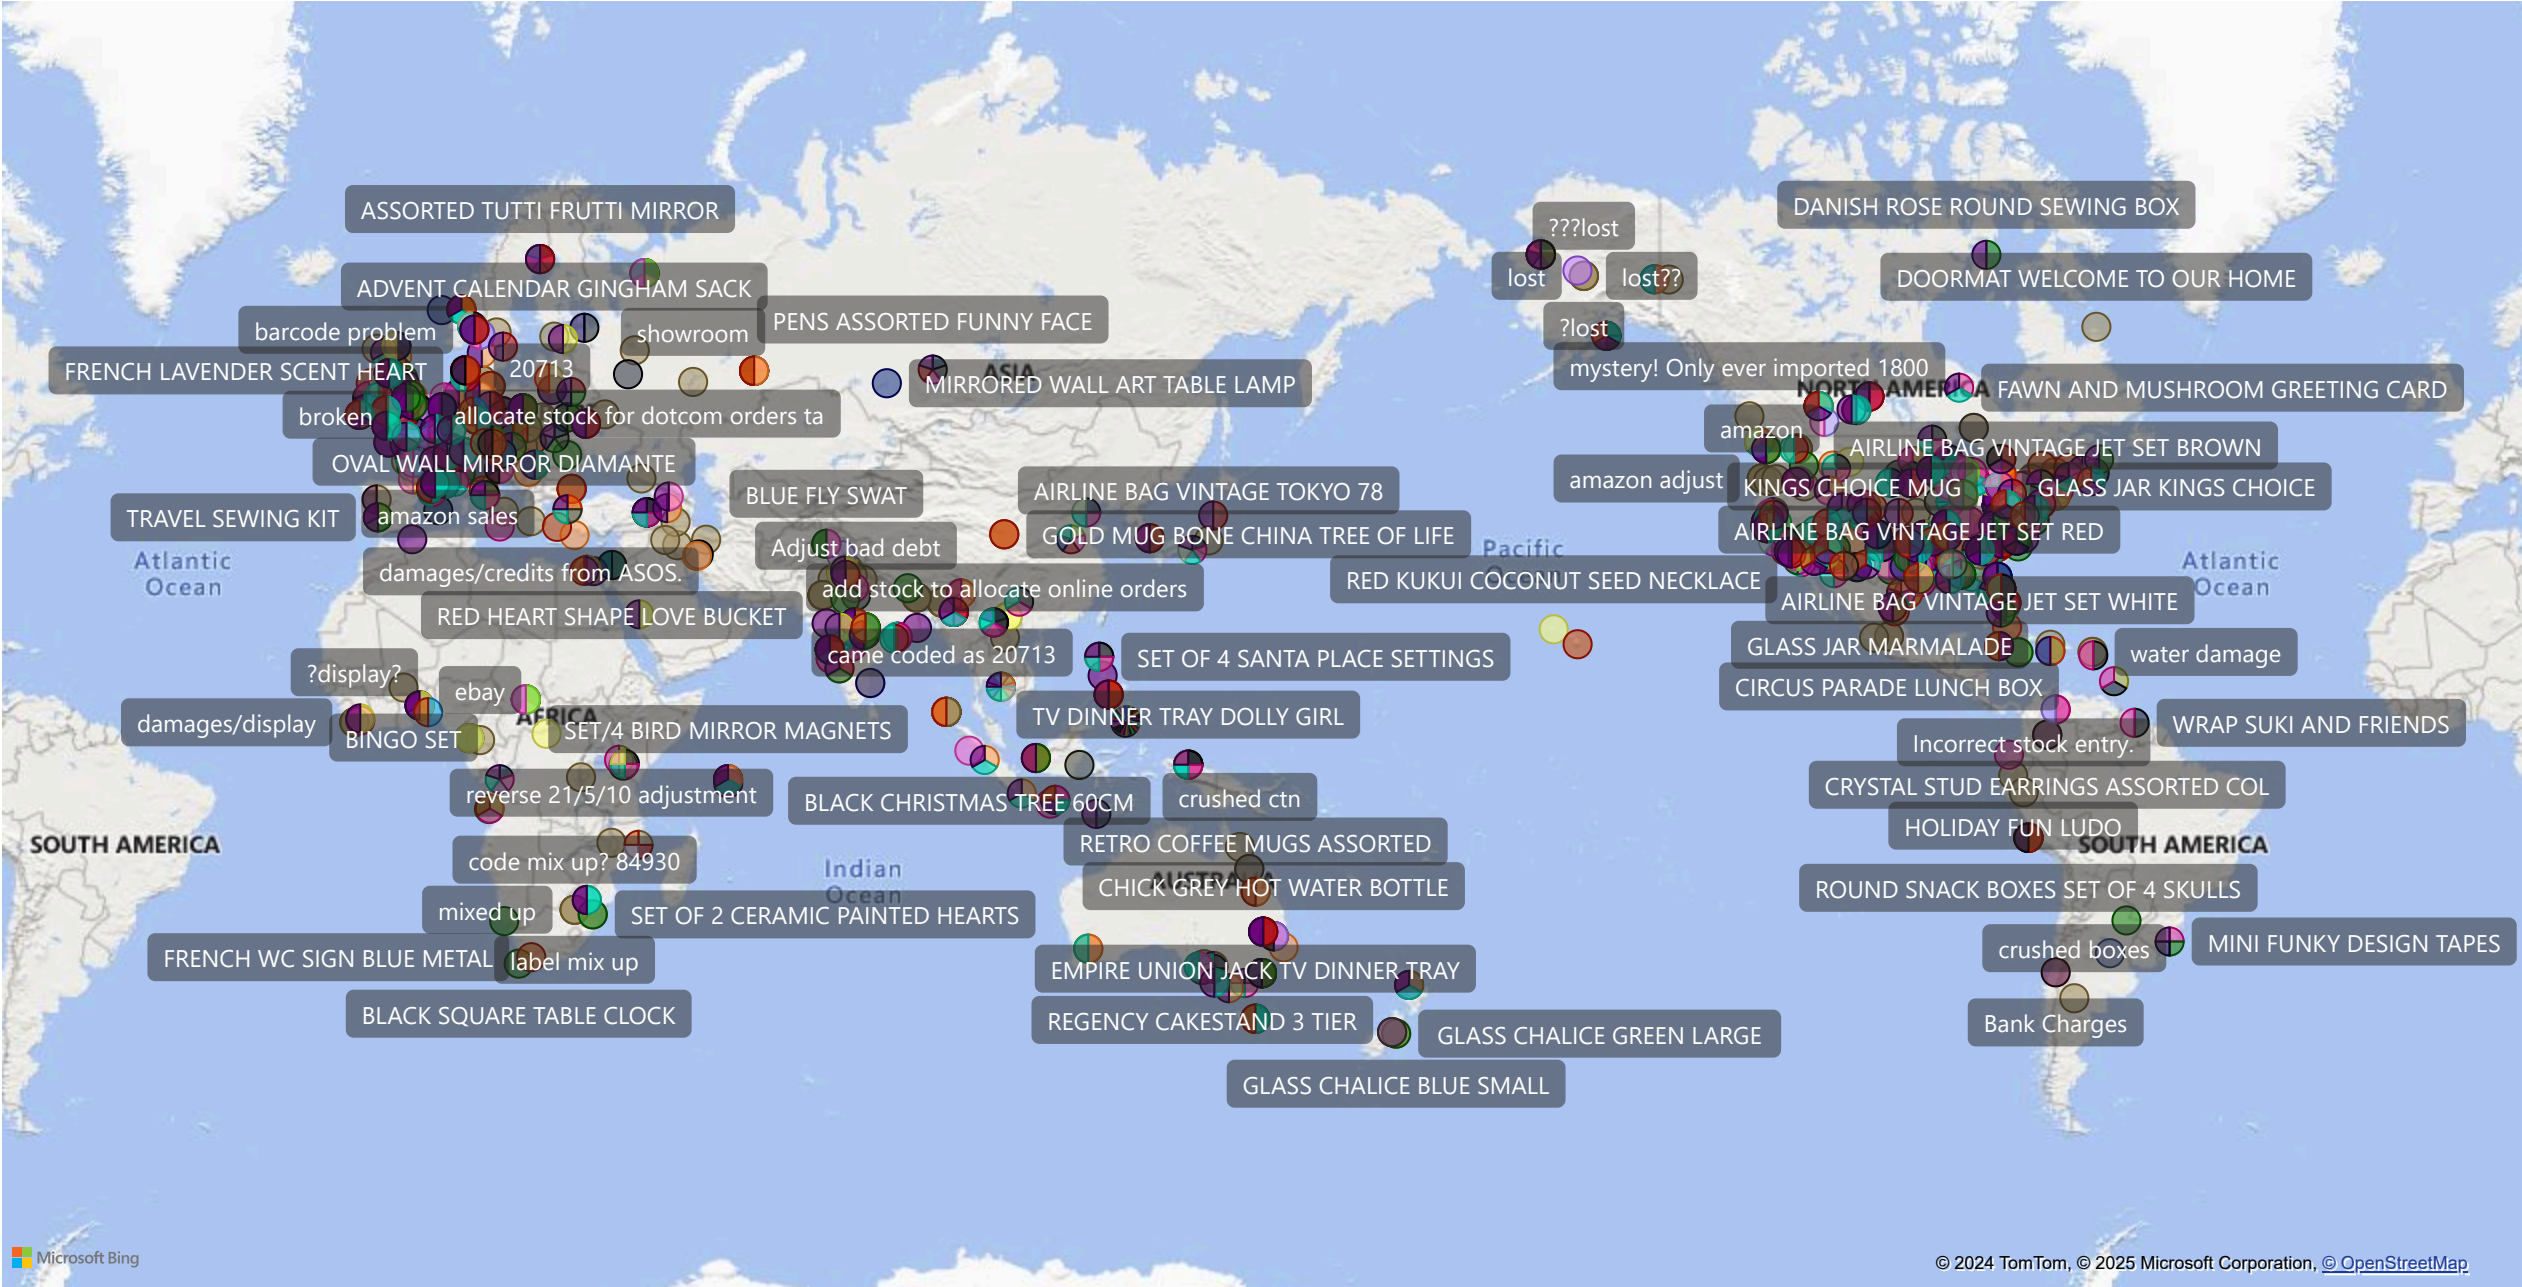 ASSORTED TUTTI FRUTTI MIRROR
DANISH ROSE ROUND SEWING BOX
???lost
ADVENT CALENDAR GINGHAM SACK
lost
lost??
DOORMAT WELCOME TO OUR HOME
barcode problem
showroom
PENS ASSORTED FUNNY FACE
?lost
FRENCH LAVENDER SCENT HEART
20713
ASIA
MIRRORED WALL ART TABLE LAMP
mystery! Only ever imported 1800
NORTH AMERICA
FAWN AND MUSHROOM GREETING CARD
broken
allocate stock for dotcom orders ta
amazon
AIRLINE BAG VINTAGE JET SET BROWN
OVAL WALL MIRROR DIAMANTE
BLUE FLY SWAT
AIRLINE BAG VINTAGE TOKYO 78
amazon adjust
KINGS CHOICE MUG
GLASS JAR KINGS CHOICE
TRAVEL SEWING KIT
amazon sales
GOLD MUG BONE CHINA TREE OF LIFE
AIRLINE BAG VINTAGE JET SET RED
Adjust bad debt
Atlantic
Ocean
Pacific
Ocean
Atlantic
Ocean
damages/credits from ASOS.
add stock to allocate online orders
RED KUKUI COCONUT SEED NECKLACE
AIRLINE BAG VINTAGE JET SET WHITE
RED HEART SHAPE LOVE BUCKET
came coded as 20713
SET OF 4 SANTA PLACE SETTINGS
GLASS JAR MARMALADE
water damage
?display?
ebay
CIRCUS PARADE LUNCH BOX
damages/display
AFRICA
BINGO SET
SET/4 BIRD MIRROR MAGNETS
TV DINNER TRAY DOLLY GIRL
WRAP SUKI AND FRIENDS
Incorrect stock entry.
reverse 21/5/10 adjustment
BLACK CHRISTMAS TREE 60CM
crushed ctn
CRYSTAL STUD EARRINGS ASSORTED COL
HOLIDAY FUN LUDO
SOUTH AMERICA
code mix up? 84930
RETRO COFFEE MUGS ASSORTED
SOUTH AMERICA
Indian
Ocean
AUSTRALIA
CHICK GREY HOT WATER BOTTLE
ROUND SNACK BOXES SET OF 4 SKULLS
mixed up
SET OF 2 CERAMIC PAINTED HEARTS
crushed boxes
MINI FUNKY DESIGN TAPES
FRENCH WC SIGN BLUE METAL
label mix up
EMPIRE UNION JACK TV DINNER TRAY
BLACK SQUARE TABLE CLOCK
REGENCY CAKESTAND 3 TIER
GLASS CHALICE GREEN LARGE
Bank Charges
GLASS CHALICE BLUE SMALL
Microsoft Bing
© 2024 TomTom, © 2025 Microsoft Corporation, © OpenStreetMap